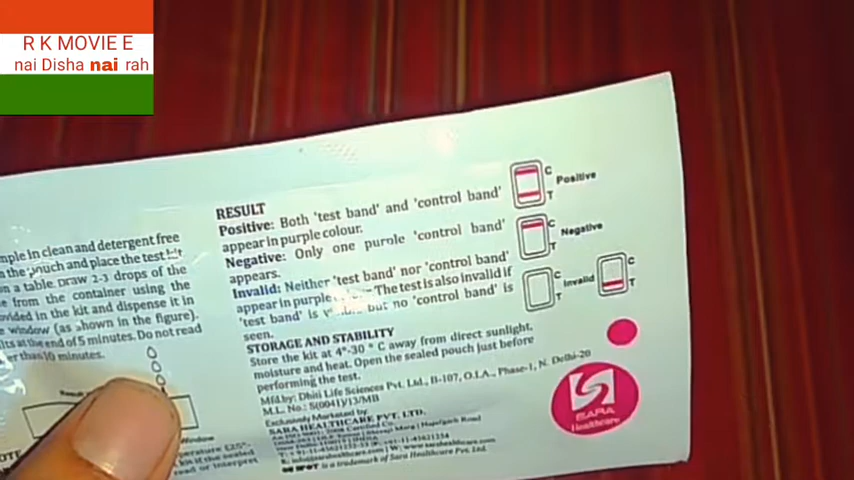 R K MOVIE E
nai Disha nai rah
mple in clean and detergent free
the pouch and place the test kit
a table. Draw 2-3 drops of the
from the container using the
ovided in the kit and dispense it in
window (as shown in the figure).
at the end of 5 minutes. Do not read
than 10 minutes.
Window
RESULT
Positive: Both 'test band' and 'control band'
appear in purple colour.
Negative: Only one purple 'control band'
appears.
Invalid: Neither 'test band' nor 'control band'
appear in purple The test is also invalid if
'test band' is but no 'control band' is
seen.
C
T
Positive
C
T
Negative
C
T
Invalid
C
T
STORAGE AND STABILITY
Store the kit at 4°-30 ° C away from direct sunlight,
moisture and heat. Open the sealed pouch just before
performing the test.
Mfd.by: Dhiti Life Sciences Pvt. Ltd., B-107, O.I.A., Phase-1, N. Delhi-20
M.L. No.: S(0041)/13/MB
Exclusively Marketed by
SARA HEALTHCARE PVT. LTD.
is a trademark of Sara Healthcare Pvt. Ltd.
SARA
Healthcare